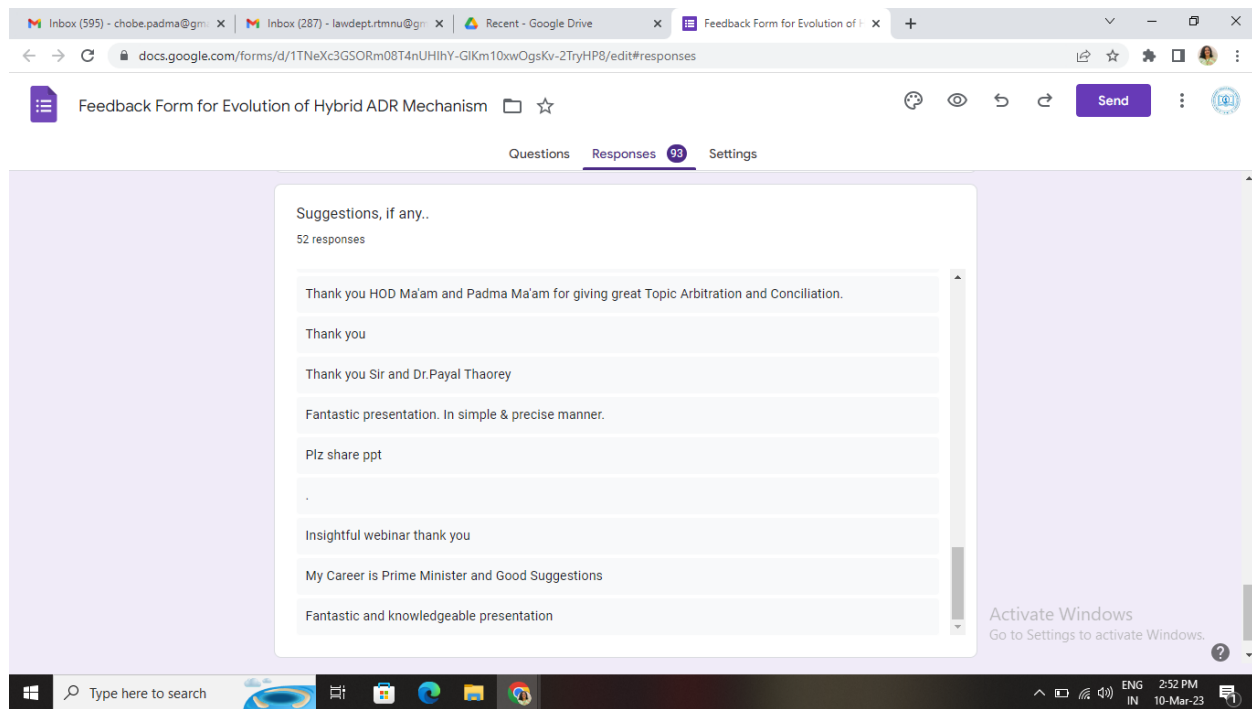 Inbox (595) - chobe.padma@gm
Inbox (287) - lawdept.rtmnu@gm
Recent - Google Drive
Feedback Form for Evolution of H
docs.google.com/forms/d/1TNeXc3GSORm08T4nUHIhY-GlKm10xwOgsKv-2TryHP8/edit#responses
Feedback Form for Evolution of Hybrid ADR Mechanism
Send
Questions Responses 93 Settings
Suggestions, if any..
52 responses
Thank you HOD Ma'am and Padma Ma'am for giving great Topic Arbitration and Conciliation.
Thank you
Thank you Sir and Dr.Payal Thaorey
Fantastic presentation. In simple & precise manner.
Plz share ppt
.
Insightful webinar thank you
My Career is Prime Minister and Good Suggestions
Fantastic and knowledgeable presentation
Activate Windows
Go to Settings to activate Windows.
Type here to search
ENG
IN
2:52 PM
10-Mar-23
1